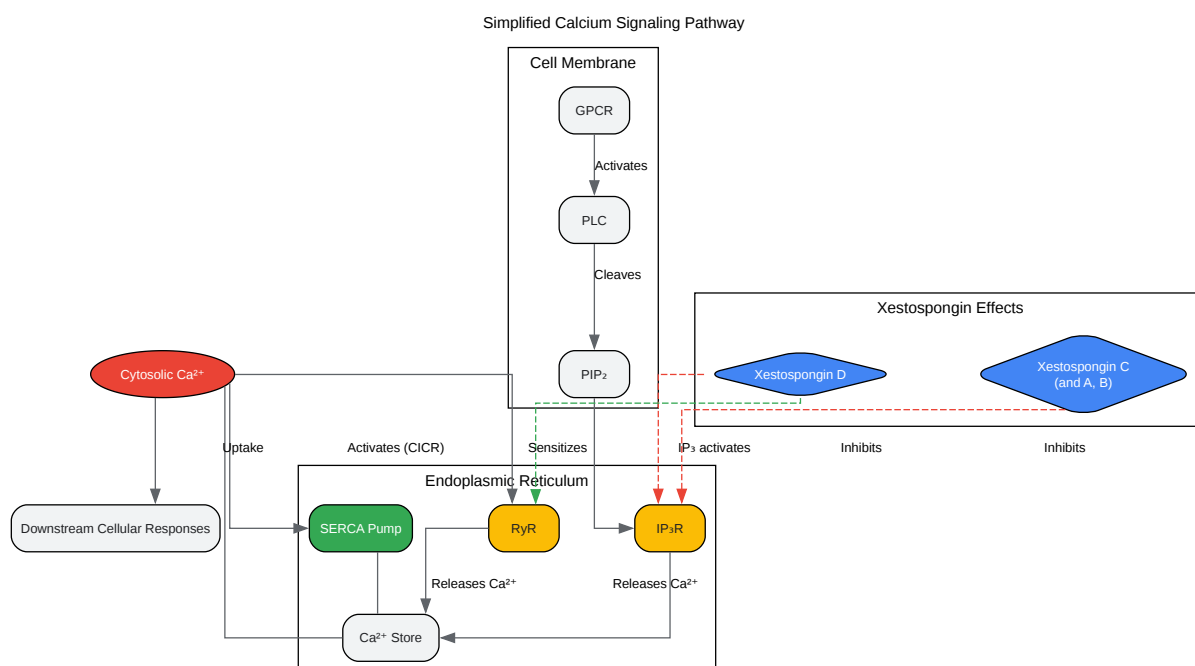 Simplified Calcium Signaling Pathway
Cell Membrane
GPCR
Activates
PLC
Cleaves
PIP₂
Xestospongin Effects
Xestospongin D
Xestospongin C
(and A, B)
Cytosolic Ca²⁺
Uptake
Activates (CICR)
Sensitizes
IP₃ activates
Inhibits
Inhibits
Endoplasmic Reticulum
Downstream Cellular Responses
SERCA Pump
RyR
IP₃R
Releases Ca²⁺
Releases Ca²⁺
Ca²⁺ Store